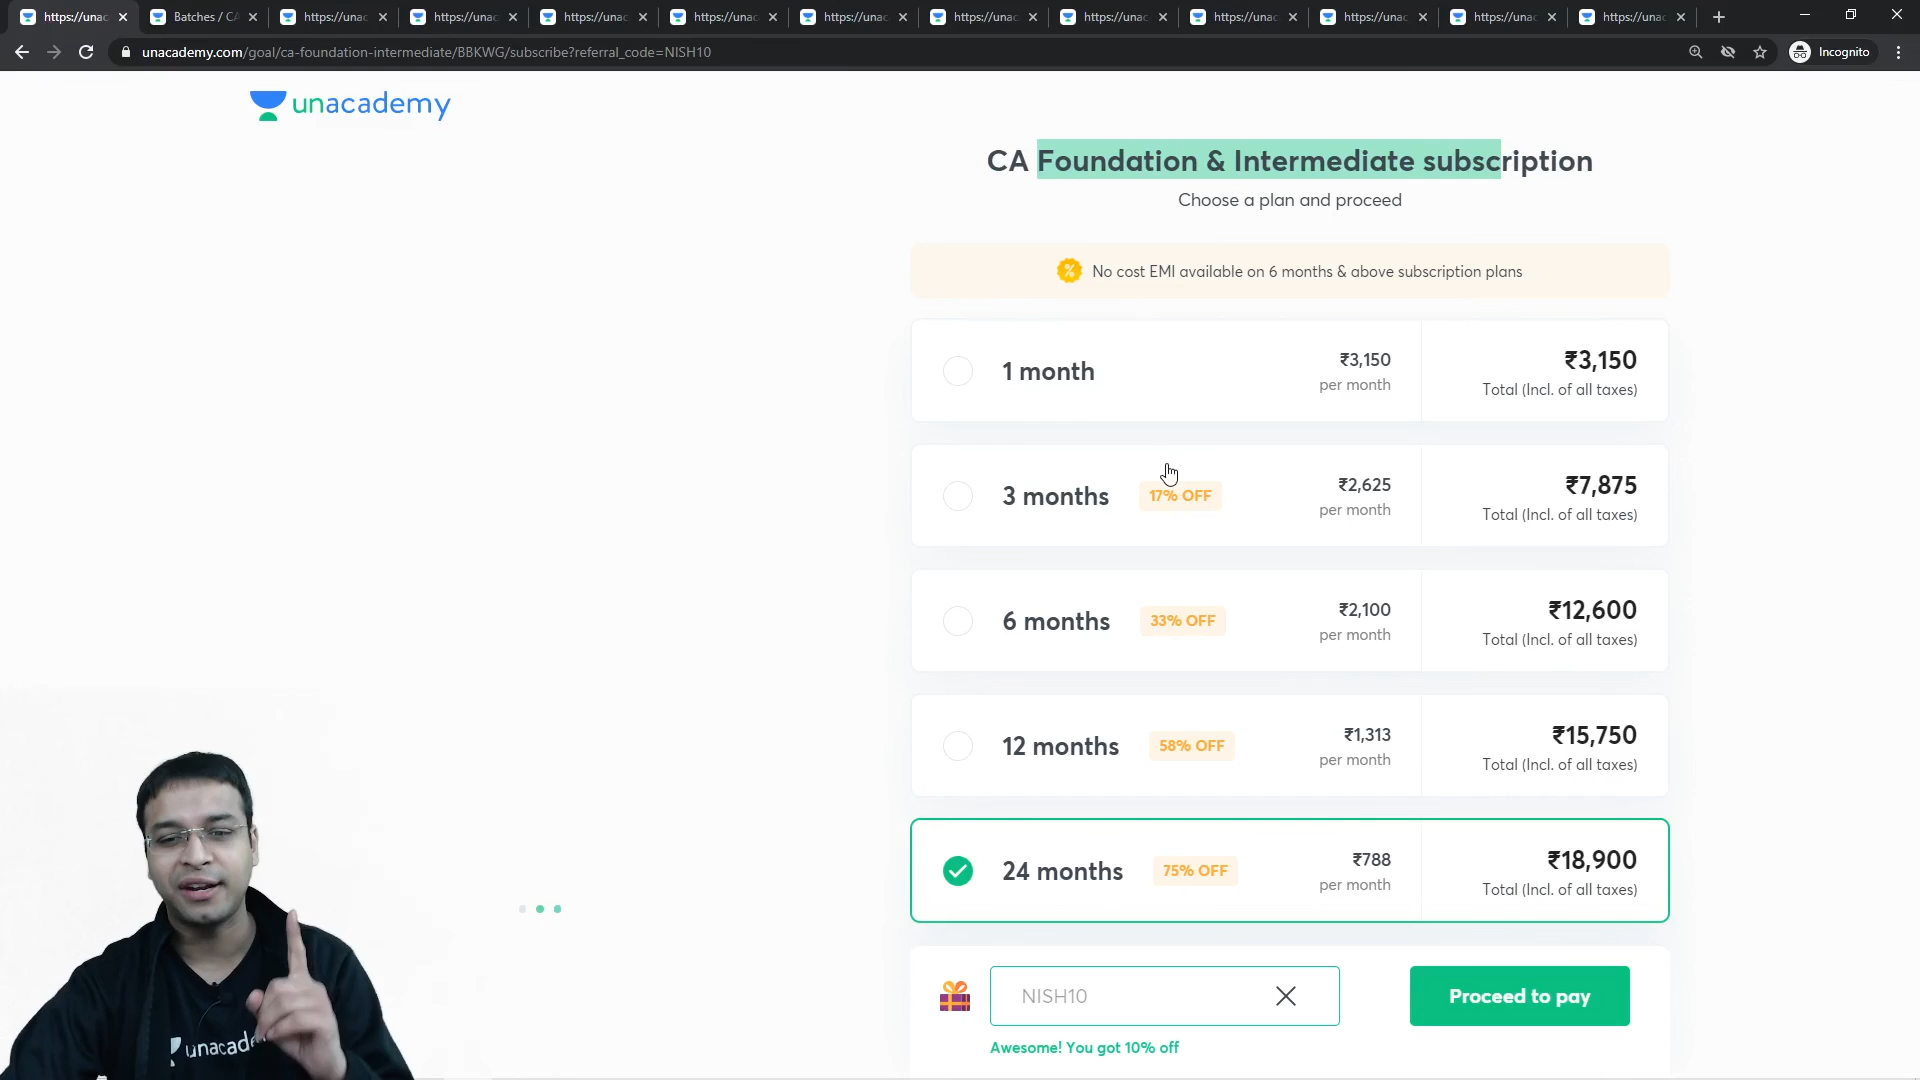 https://unac
Batches / CA
https://unac
https://unac
https://unac
https://unac
https://unac
https://unac
https://unac
https://unac
https://unac
https://unac
https://unac
unacademy.com/goal/ca-foundation-intermediate/BBKWG/subscribe?referral_code=NISH10
Incognito
unacademy
CA Foundation & Intermediate subscription
Choose a plan and proceed
% No cost EMI available on 6 months & above subscription plans
1 month
₹3,150
per month
₹3,150
Total (Incl. of all taxes)
3 months
17% OFF
₹2,625
per month
₹7,875
Total (Incl. of all taxes)
6 months
33% OFF
₹2,100
per month
₹12,600
Total (Incl. of all taxes)
12 months
58% OFF
₹1,313
per month
₹15,750
Total (Incl. of all taxes)
24 months
75% OFF
₹788
per month
₹18,900
Total (Incl. of all taxes)
NISH10
Proceed to pay
Awesome! You got 10% off
unacade